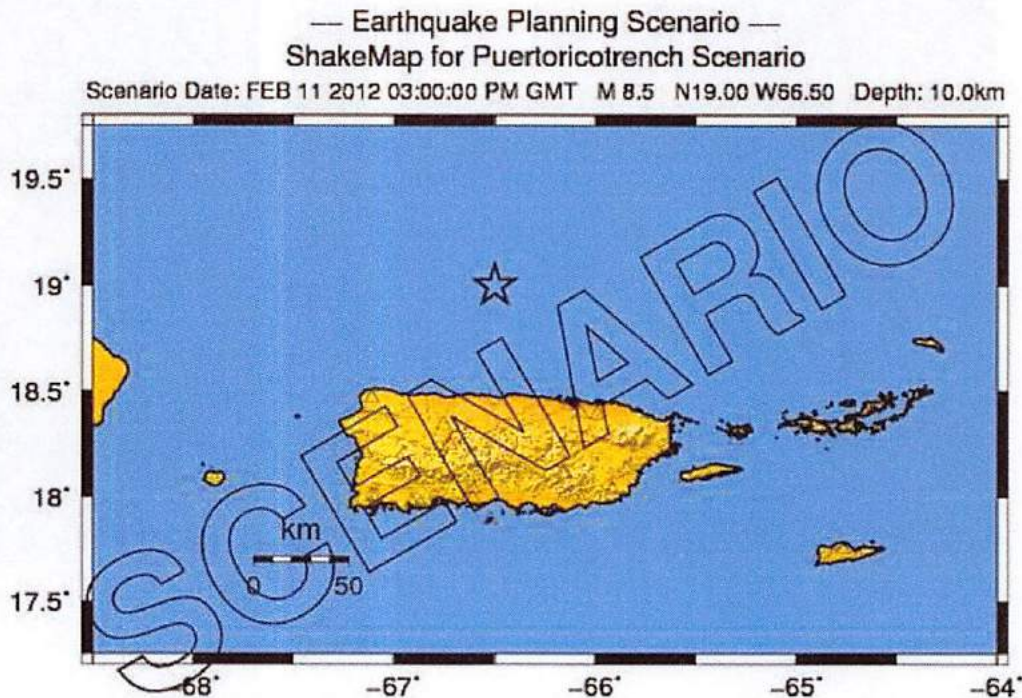 — Earthquake Planning Scenario —
ShakeMap for Puertoricotrench Scenario
Scenario Date: FEB 11 2012 03:00:00 PM GMT M 8.5 N19.00 W66.50 Depth: 10.0km
19.5°
19°
18.5°
18°
17.5°
SCENARIO
km
0 50
-68° -67° -66° -65° -64°